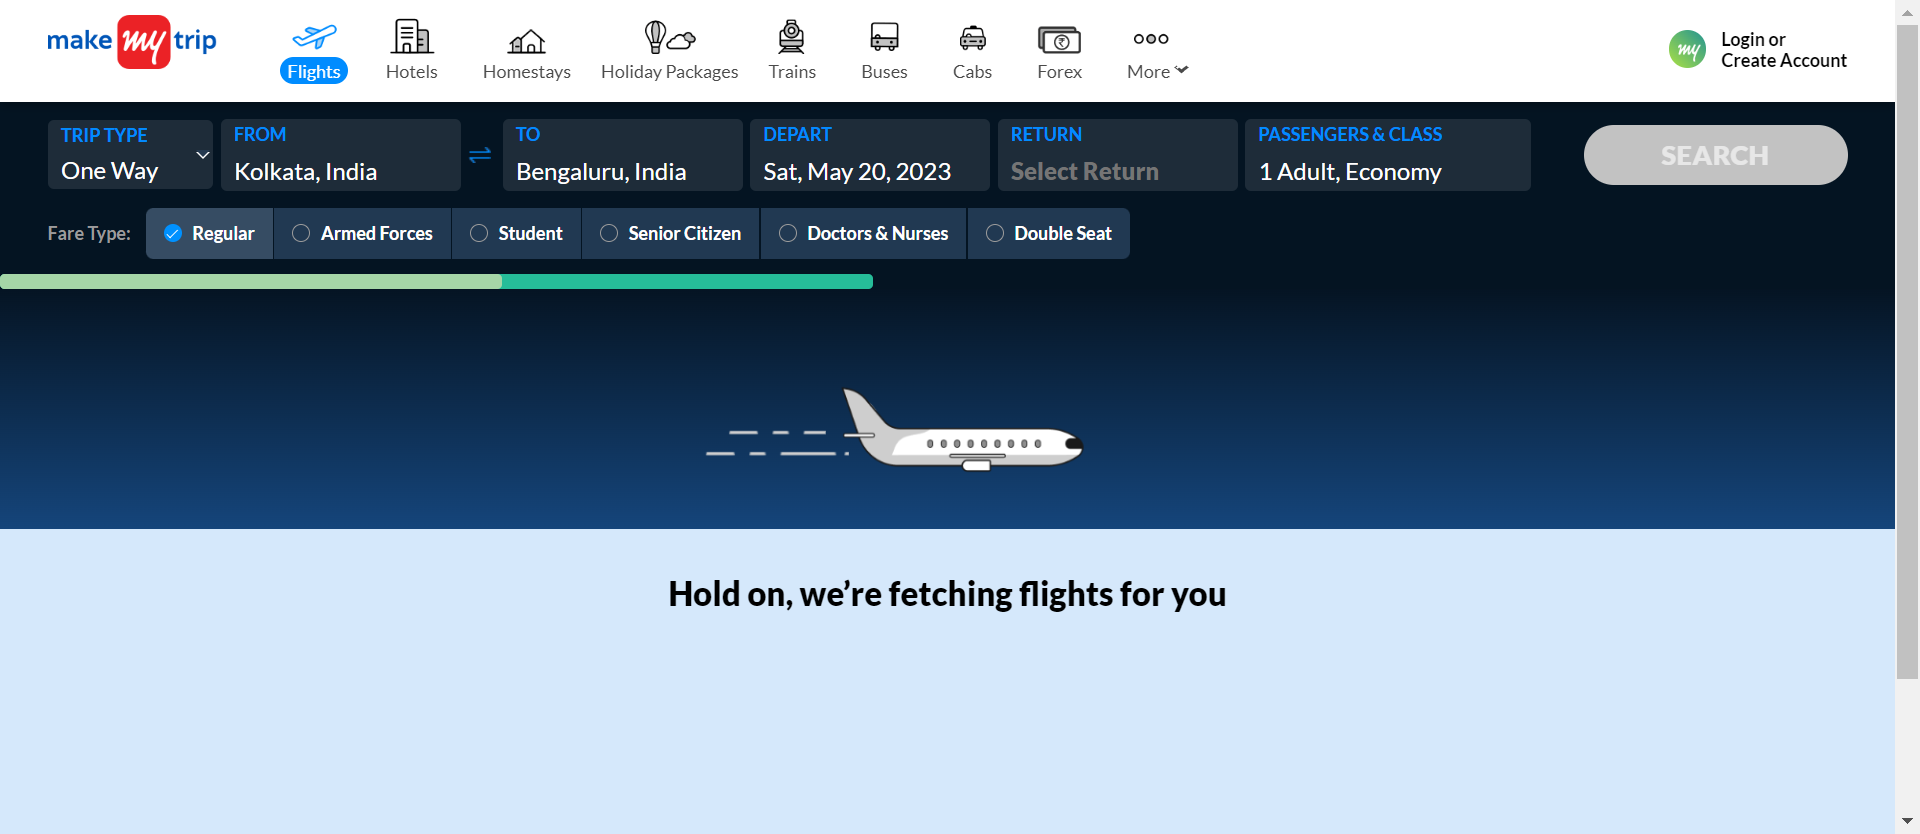 make my trip
Flights
Hotels
Homestays
Holiday Packages
Trains
Buses
Cabs
Forex
More
my
Login or
Create Account
TRIP TYPE
One Way
FROM
Kolkata, India
TO
Bengaluru, India
DEPART
Sat, May 20, 2023
RETURN
Select Return
PASSENGERS & CLASS
1 Adult, Economy
SEARCH
Fare Type:
Regular
Armed Forces
Student
Senior Citizen
Doctors & Nurses
Double Seat
Hold on, we’re fetching flights for you